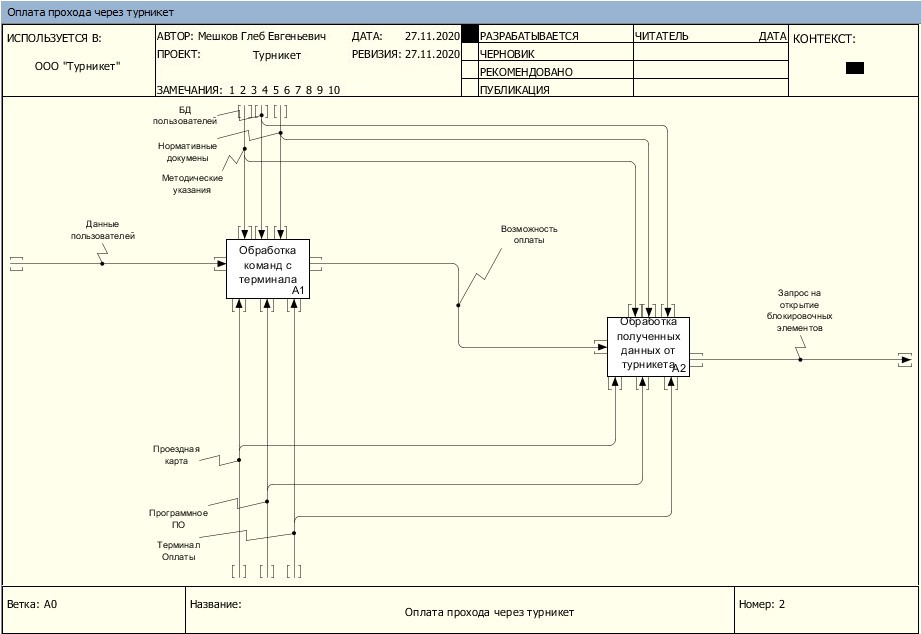 Оплата прохода через турникет
ИСПОЛЬЗУЕТСЯ В:
ООО "Турникет"
АВТОР: Мешков Глеб Евгеньевич
ДАТА: 27.11.2020
ПРОЕКТ: Турникет
РЕВИЗИЯ: 27.11.2020
ЗАМЕЧАНИЯ: 1 2 3 4 5 6 7 8 9 10
РАЗРАБАТЫВАЕТСЯ
ЧЕРНОВИК
РЕКОМЕНДОВАНО
ПУБЛИКАЦИЯ
ЧИТАТЕЛЬ
ДАТА
КОНТЕКСТ:
БД
пользователей
Нормативные
докумены
Методические
указания
Данные
пользователей
Обработка
команд с
терминала
A1
Возможность
оплаты
Запрос на
открытие
блокировочных
элементов
Обработка
полученных
данных от
турникета
A2
Проездная
карта
Программное
ПО
Терминал
Оплаты
Ветка: A0
Название:
Оплата прохода через турникет
Номер: 2